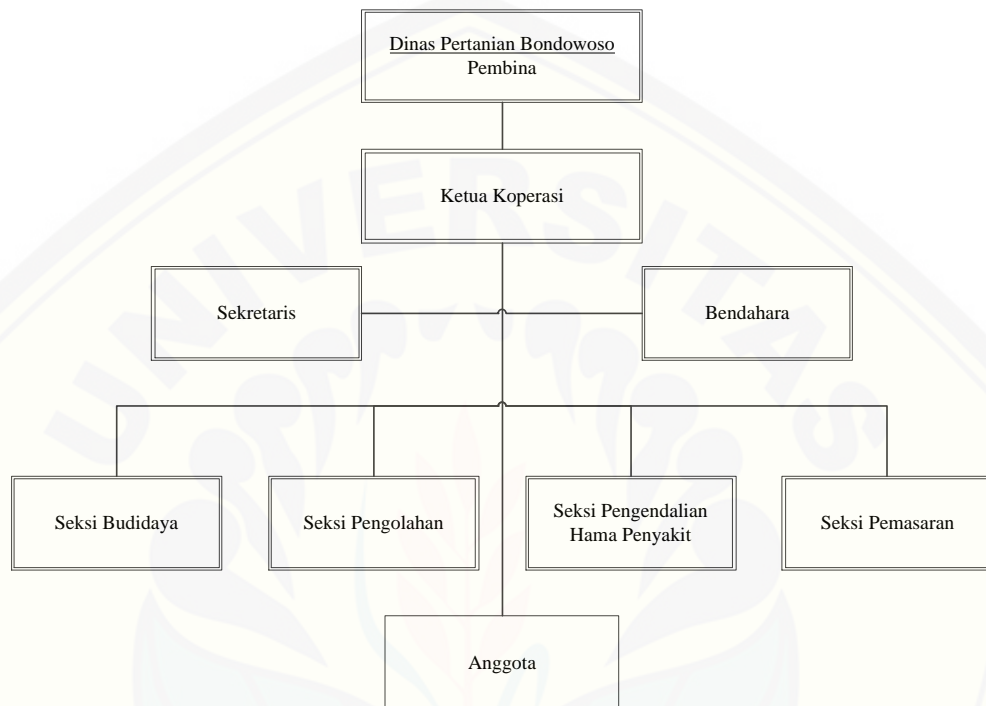 Dinas Pertanian Bondowoso
Pembina
Ketua Koperasi
Sekretaris
Bendahara
Seksi Budidaya
Seksi Pengolahan
Seksi Pengendalian
Hama Penyakit
Seksi Pemasaran
Anggota
UNIVERSITAS